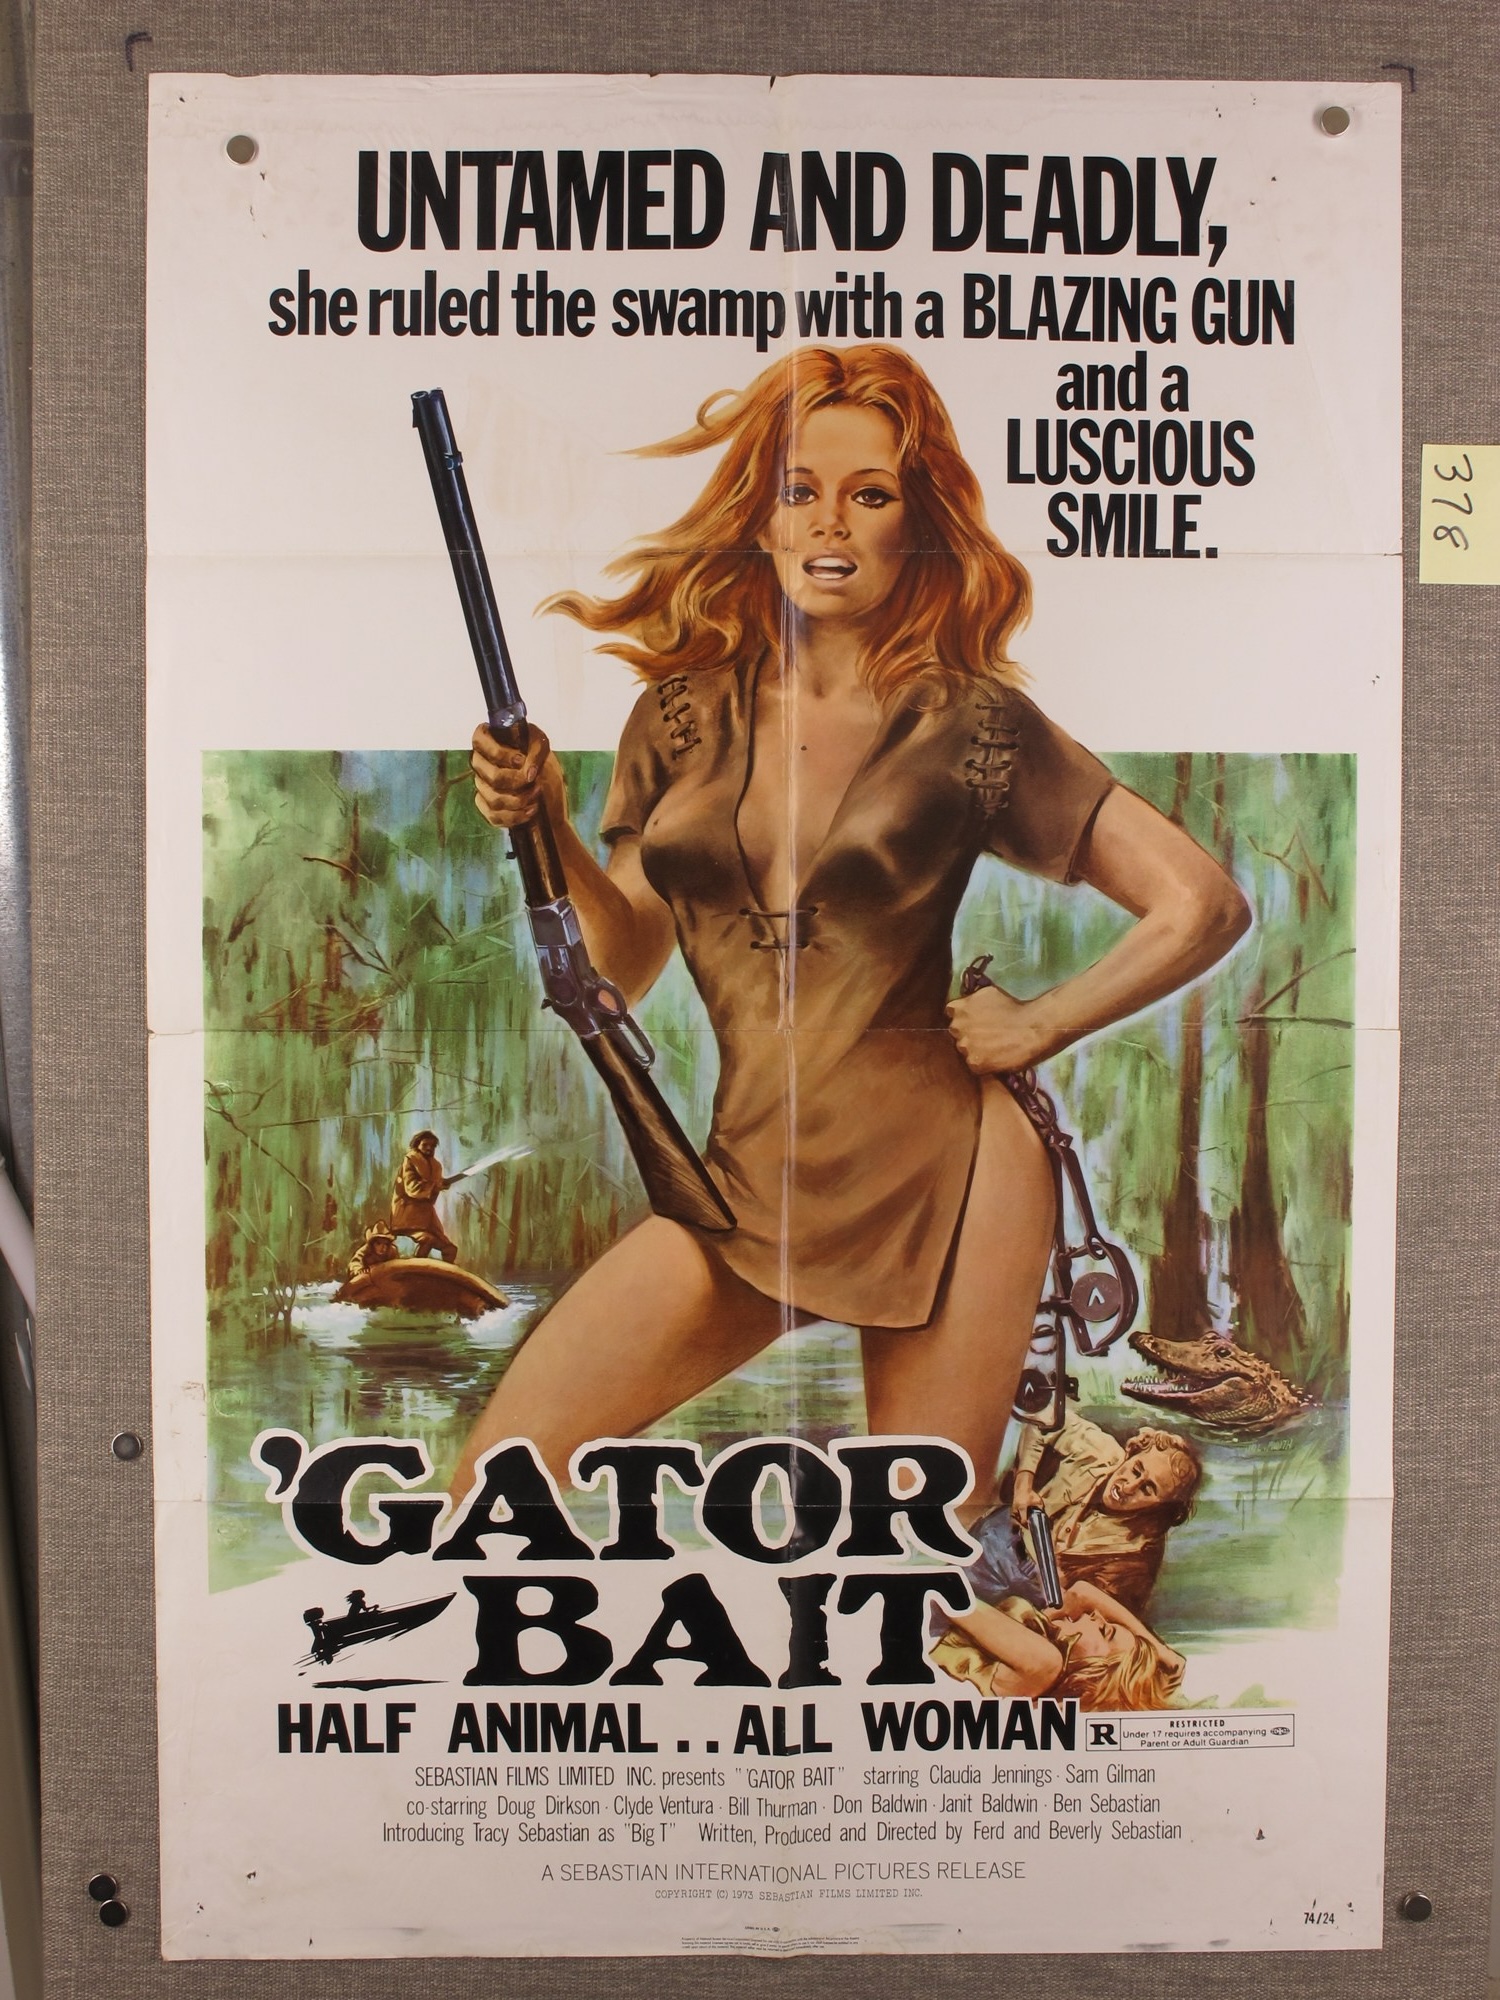 UNTAMED AND DEADLY,
she ruled the swamp with a BLAZING GUN
and a
LUSCIOUS
SMILE.
378
'GATOR
BAIT
HALF ANIMAL . . ALL WOMAN
R
RESTRICTED
Under 17 requires accompanying
Parent or Adult Guardian
SEBASTIAN FILMS LIMITED INC. presents "'GATOR BAIT" starring Claudia Jennings · Sam Gilman
co-starring Doug Dirkson · Clyde Ventura · Bill Thurman · Don Baldwin · Janit Baldwin · Ben Sebastian
Introducing Tracy Sebastian as "Big T" Written, Produced and Directed by Ferd and Beverly Sebastian
A SEBASTIAN INTERNATIONAL PICTURES RELEASE
COPYRIGHT (C) 1973 SEBASTIAN FILMS LIMITED INC.
74/24